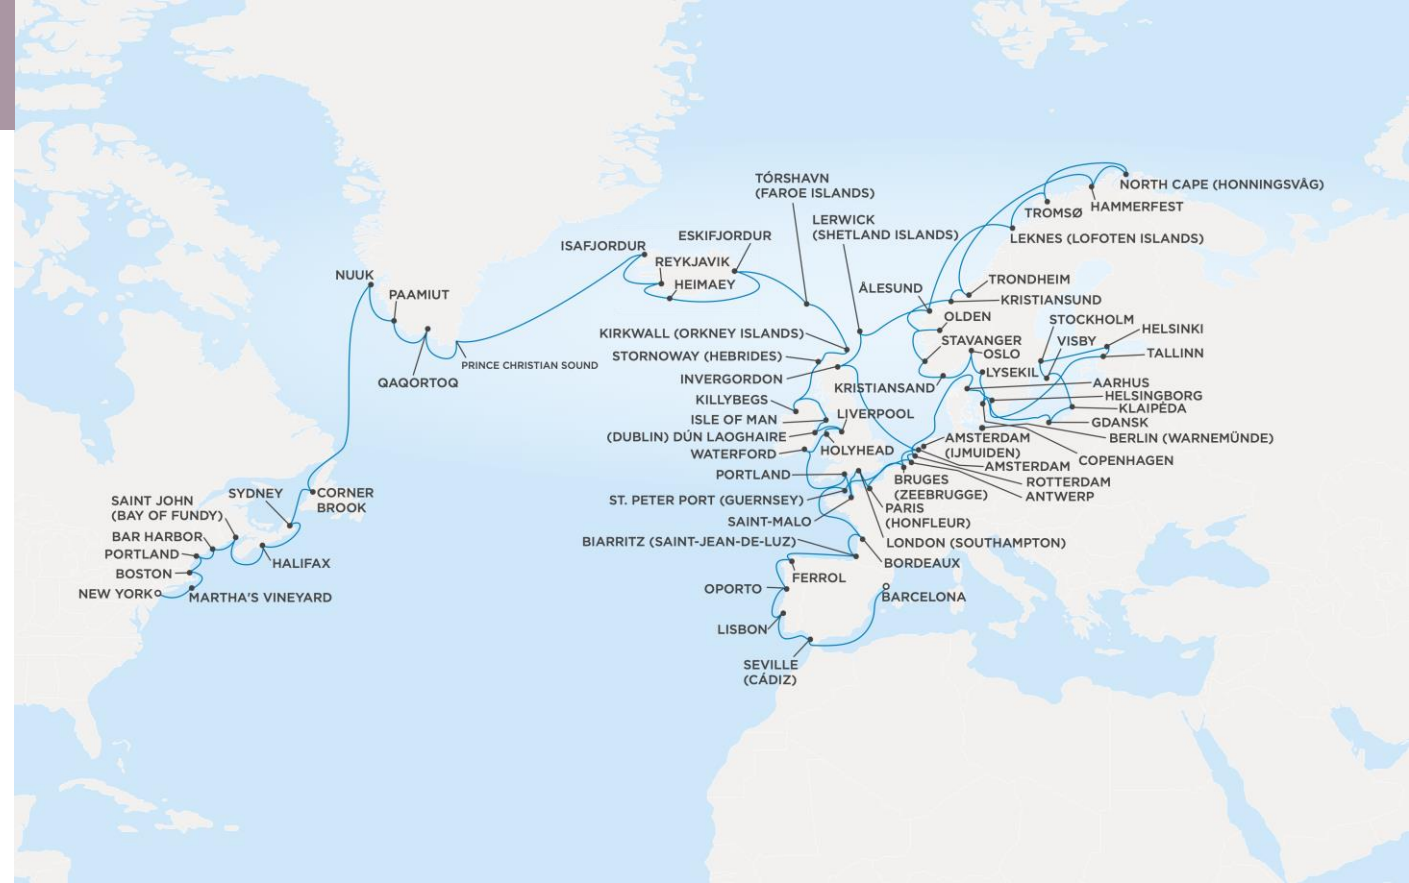 TÓRSHAVN
(FAROE ISLANDS)
NORTH CAPE (HONNINGSVÅG)
HAMMERFEST
TROMSØ
LERWICK
(SHETLAND ISLANDS)
ESKIFJORDUR
ISAFJORDUR
LEKNES (LOFOTEN ISLANDS)
REYKJAVIK
NUUK
HEIMAEY
TRONDHEIM
ÅLESUND
PAAMIUT
KRISTIANSUND
OLDEN
STOCKHOLM
HELSINKI
KIRKWALL (ORKNEY ISLANDS)
STAVANGER
VISBY
TALLINN
OSLO
STORNOWAY (HEBRIDES)
PRINCE CHRISTIAN SOUND
LYSEKIL
INVERGORDON
QAQORTOQ
KRISTIANSAND
AARHUS
HELSINGBORG
KILLYBEGS
KLAIPÉDA
LIVERPOOL
ISLE OF MAN
GDANSK
(DUBLIN) DÚN LAOGHAIRE
AMSTERDAM
(IJMUIDEN)
BERLIN (WARNEMÜNDE)
HOLYHEAD
WATERFORD
COPENHAGEN
AMSTERDAM
PORTLAND
BRUGES
(ZEEBRUGGE)
ROTTERDAM
ANTWERP
SAINT JOHN
(BAY OF FUNDY)
SYDNEY
CORNER
BROOK
ST. PETER PORT (GUERNSEY)
PARIS
(HONFLEUR)
SAINT-MALO
BAR HARBOR
BIARRITZ (SAINT-JEAN-DE-LUZ)
LONDON (SOUTHAMPTON)
PORTLAND
HALIFAX
BORDEAUX
BOSTON
FERROL
NEW YORK
MARTHA'S VINEYARD
OPORTO
BARCELONA
LISBON
SEVILLE
(CÁDIZ)